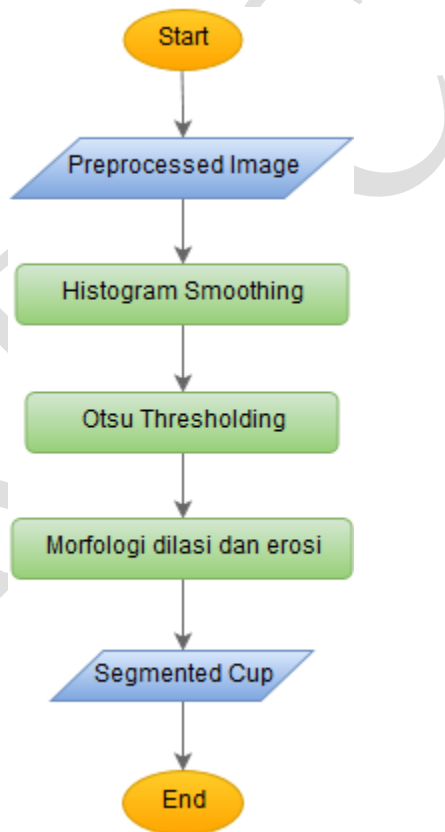 Start
Preprocessed Image
Histogram Smoothing
Otsu Thresholding
Morfologi dilasi dan erosi
Segmented Cup
End